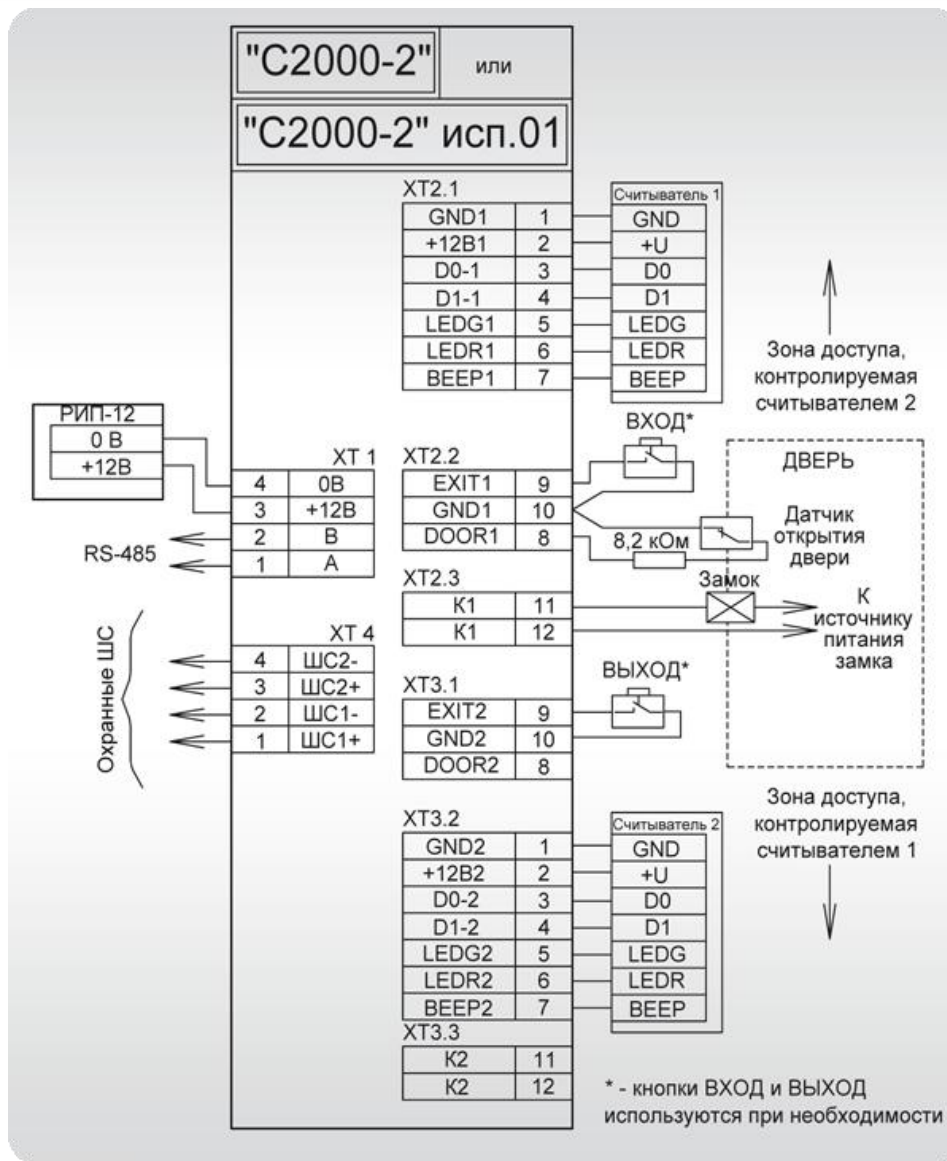 "С2000-2" или
"С2000-2" исп.01
XT2.1
GND1 1
+12В1 2
D0-1 3
D1-1 4
LEDG1 5
LEDR1 6
BEEP1 7
Считыватель 1
GND
+U
D0
D1
LEDG
LEDR
BEEP
Зона доступа,
контролируемая
считывателем 2
РИП-12
0 В
+12В
XT 1
4 0В
3 +12В
2 B
1 A
RS-485
XT2.2
EXIT1 9
GND1 10
DOOR1 8
ВХОД*
ДВЕРЬ
Датчик
открытия
двери
8,2 кОм
Замок
К
источнику
питания
замка
XT2.3
К1 11
К1 12
XT 4
4 ШС2-
3 ШС2+
2 ШС1-
1 ШС1+
Охранные ШС
XT3.1
EXIT2 9
GND2 10
DOOR2 8
ВЫХОД*
Зона доступа,
контролируемая
считывателем 1
XT3.2
GND2 1
+12В2 2
D0-2 3
D1-2 4
LEDG2 5
LEDR2 6
BEEP2 7
Считыватель 2
GND
+U
D0
D1
LEDG
LEDR
BEEP
XT3.3
К2 11
К2 12
* - кнопки ВХОД и ВЫХОД
используются при необходимости